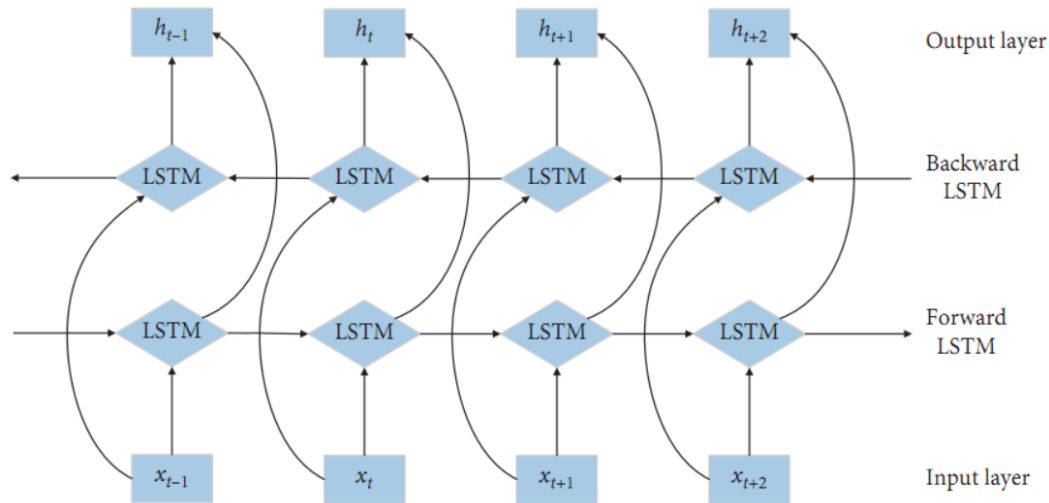 h_{t−1} h_t h_{t+1} h_{t+2} Output layer
LSTM LSTM LSTM LSTM Backward
LSTM
LSTM LSTM LSTM LSTM Forward
LSTM
x_{t−1} x_t x_{t+1} x_{t+2} Input layer